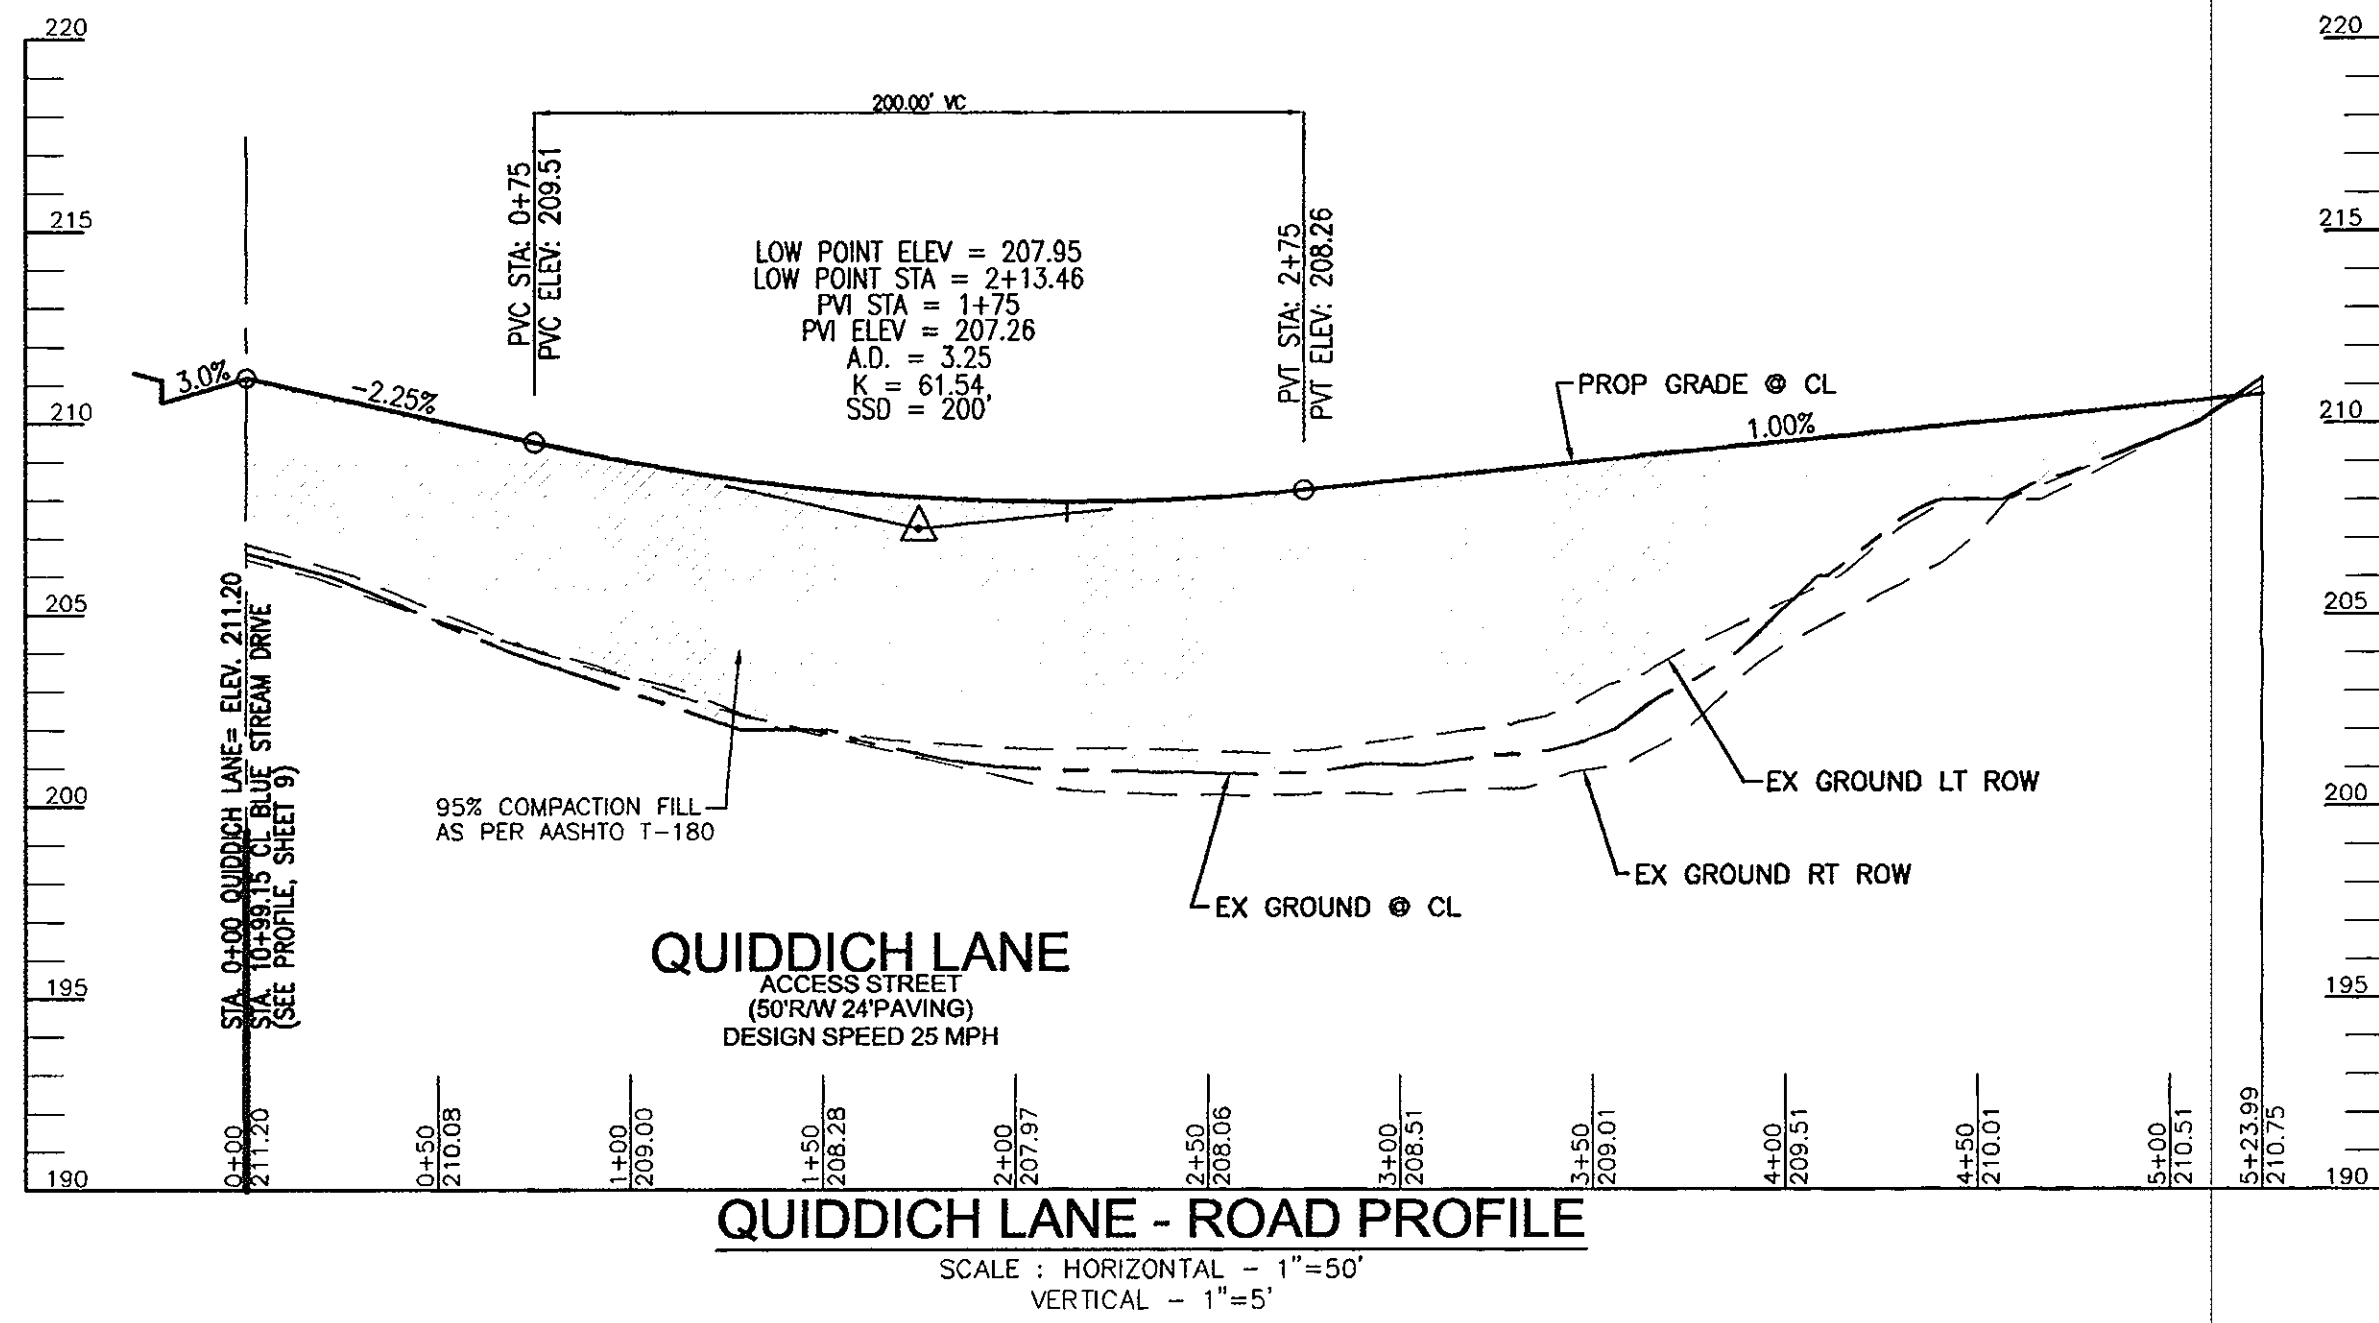 220
220
200.00' VC
PVC STA: 0+75
PVC ELEV: 209.51
215
215
LOW POINT ELEV = 207.95
LOW POINT STA = 2+13.46
PVI STA = 1+75
PVI ELEV = 207.26
A.D. = 3.25
K = 61.54
SSD = 200'
PVT STA: 2+75
PVT ELEV: 208.26
3.0%
-2.25%
PROP GRADE @ CL
1.00%
210
210
205
205
STA. 0+00 QUIDDICH LANE= ELEV. 211.20
STA. 10+99.15 CL BLUE STREAM DRIVE
(SEE PROFILE, SHEET 9)
95% COMPACTION FILL
AS PER AASHTO T-180
EX GROUND LT ROW
EX GROUND RT ROW
EX GROUND @ CL
200
200
QUIDDICH LANE
ACCESS STREET
(50'R/W 24'PAVING)
DESIGN SPEED 25 MPH
195
195
0+00
211.20
0+50
210.08
1+00
209.00
1+50
208.28
2+00
207.97
2+50
208.06
3+00
208.51
3+50
209.01
4+00
209.51
4+50
210.01
5+00
210.51
5+23.99
210.75
190
190
QUIDDICH LANE - ROAD PROFILE
SCALE : HORIZONTAL - 1"=50'
VERTICAL - 1"=5'